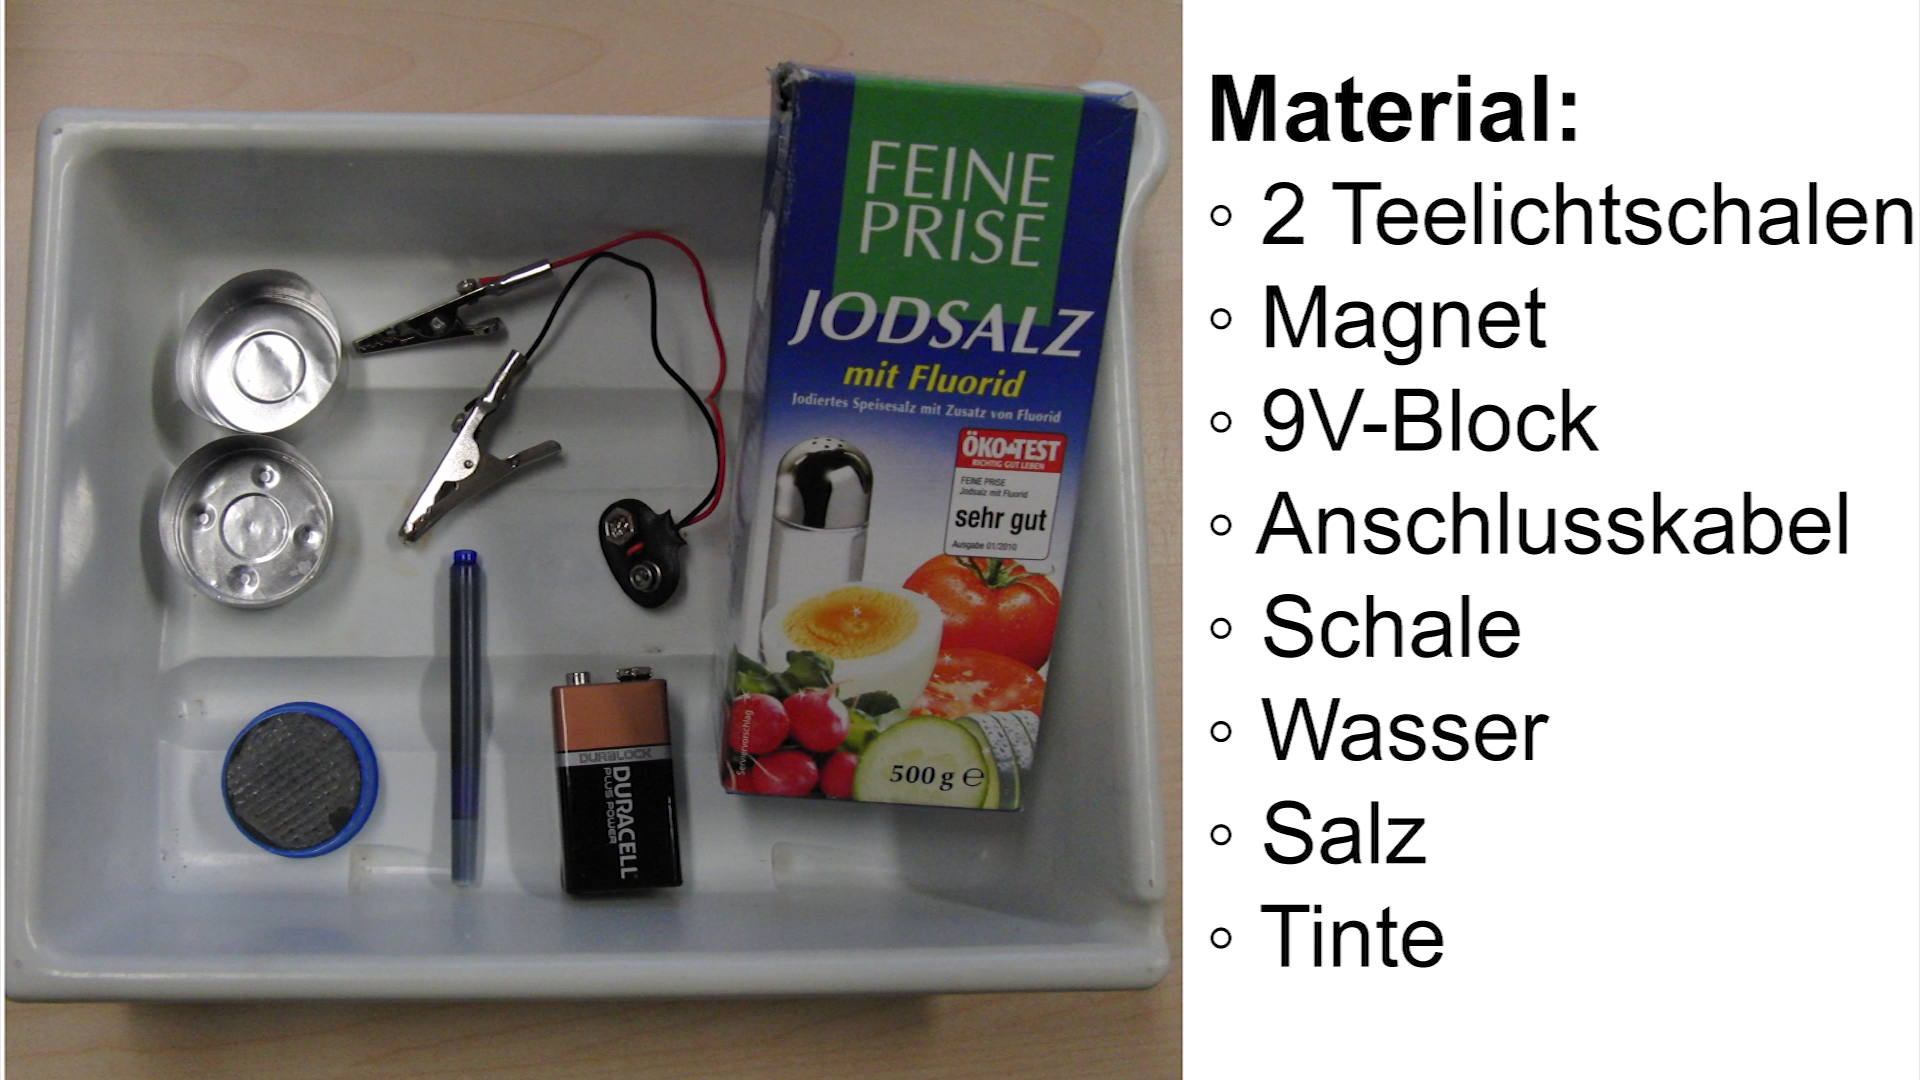 FEINE
PRISE
JODSALZ
mit Fluorid
Jodiertes Speisesalz mit Zusatz von Fluorid
ÖKO-TEST
RICHTIG GUT LEBEN
FEINE PRISE
Jodsalz mit Fluorid
sehr gut
Ausgabe 01/2010
Serviervorschlag
500 g ℮
DURALOCK
DURACELL
PLUS POWER
Material:
◦ 2 Teelichtschalen
◦ Magnet
◦ 9V-Block
◦ Anschlusskabel
◦ Schale
◦ Wasser
◦ Salz
◦ Tinte